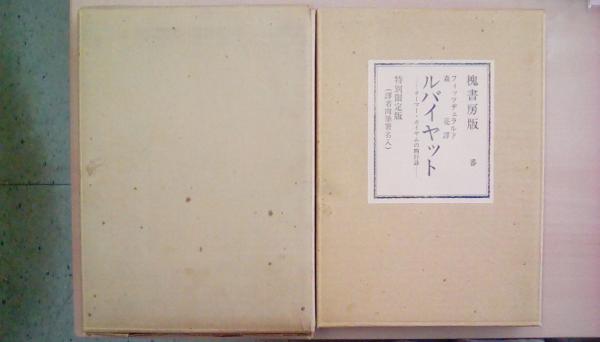 槐書房版 番
フィッツヂェラルド
森亮譯
ルバイヤット
―オーマー・カイヤムの四行詩―
特別限定版
(譯者肉筆署名入)